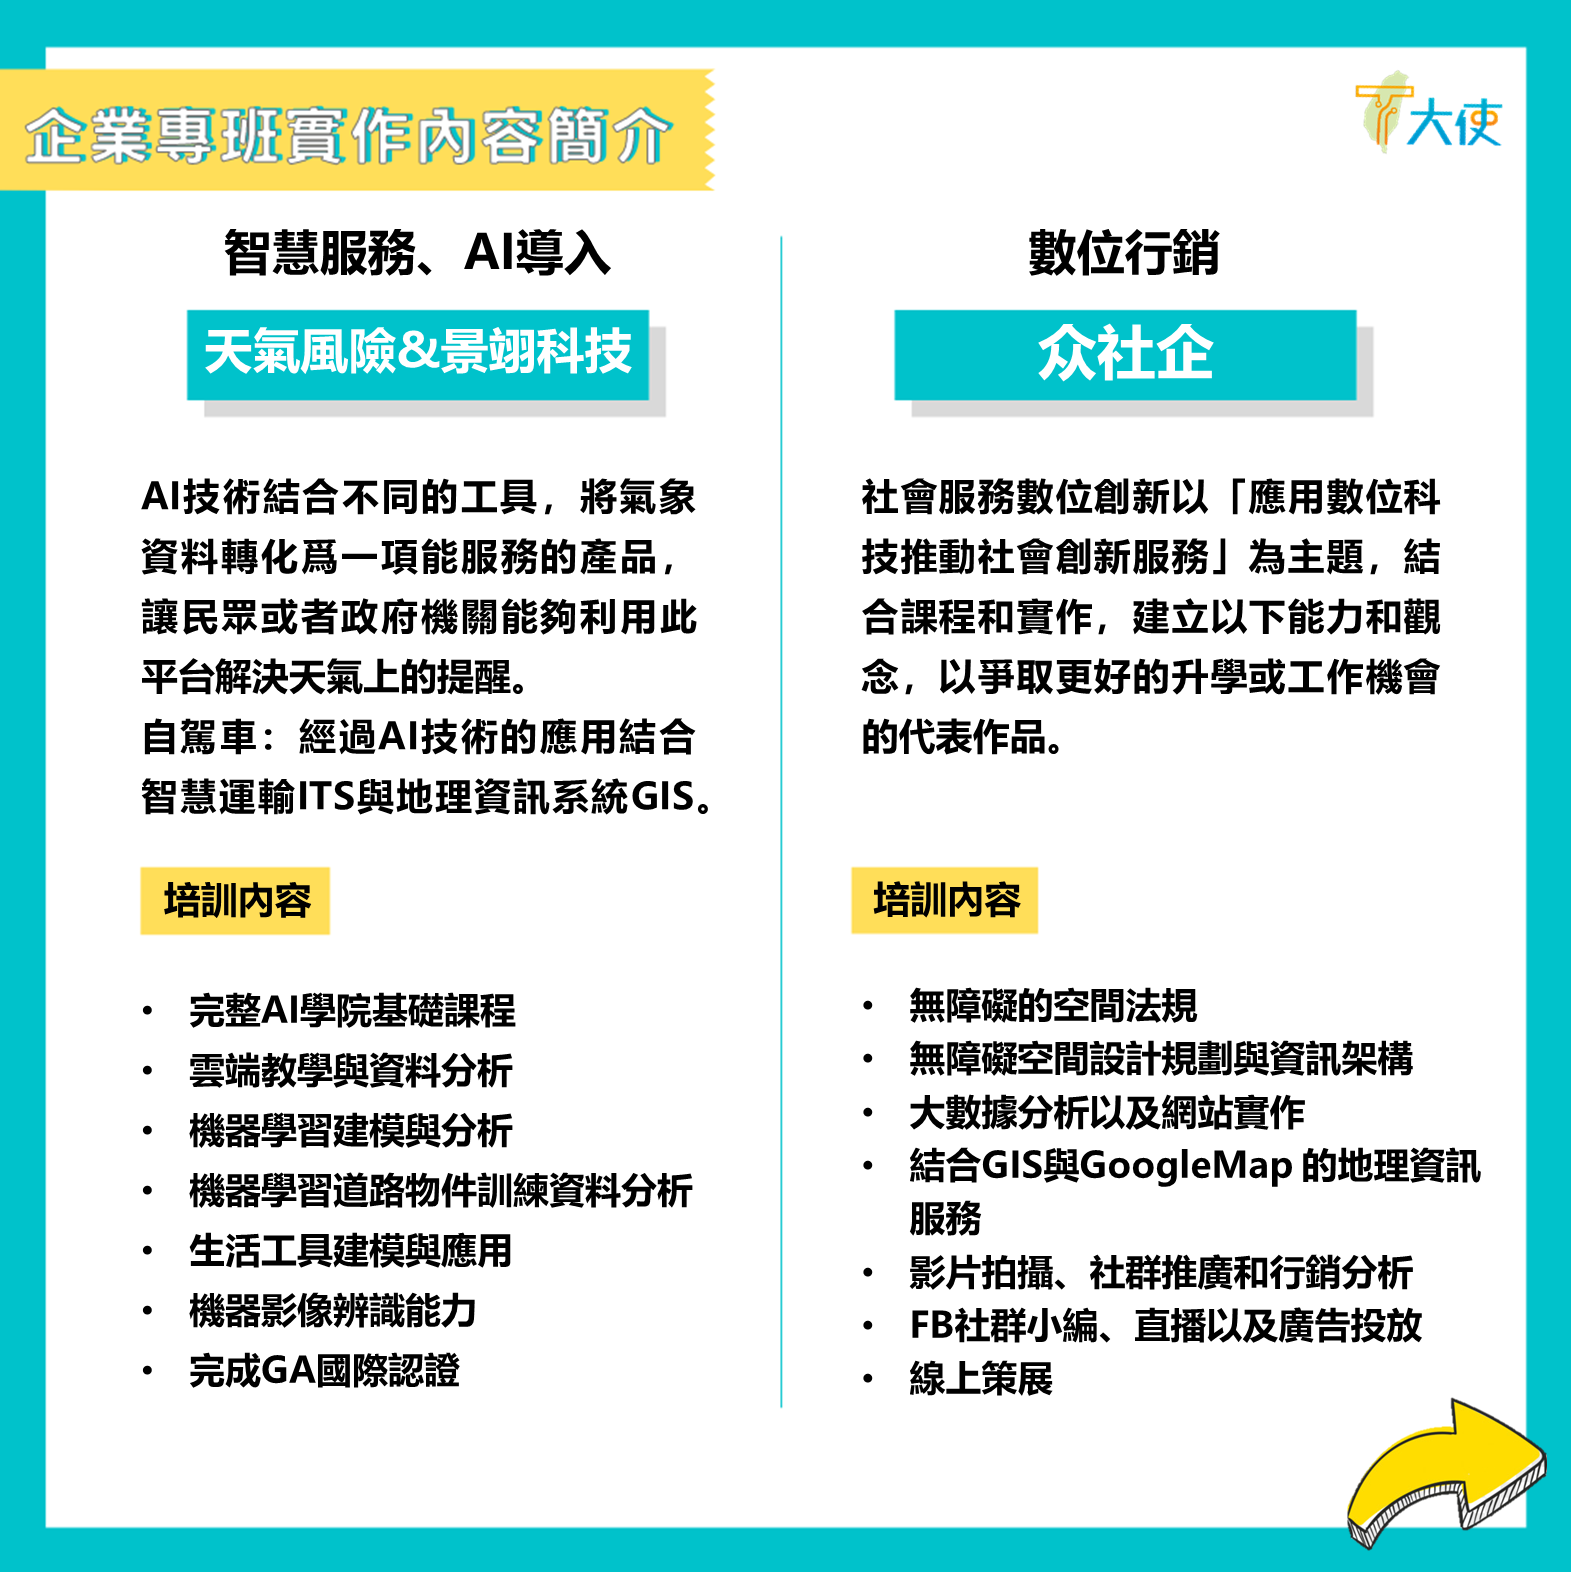 企業專班實作內容簡介
大使
智慧服務、AI導入
天氣風險&景翊科技
AI技術結合不同的工具，將氣象
資料轉化爲一項能服務的產品，
讓民眾或者政府機關能夠利用此
平台解決天氣上的提醒。
自駕車：經過AI技術的應用結合
智慧運輸ITS與地理資訊系統GIS。
培訓內容
• 完整AI學院基礎課程
• 雲端教學與資料分析
• 機器學習建模與分析
• 機器學習道路物件訓練資料分析
• 生活工具建模與應用
• 機器影像辨識能力
• 完成GA國際認證
數位行銷
众社企
社會服務數位創新以「應用數位科
技推動社會創新服務」為主題，結
合課程和實作，建立以下能力和觀
念，以爭取更好的升學或工作機會
的代表作品。
培訓內容
• 無障礙的空間法規
• 無障礙空間設計規劃與資訊架構
• 大數據分析以及網站實作
• 結合GIS與GoogleMap 的地理資訊
服務
• 影片拍攝、社群推廣和行銷分析
• FB社群小編、直播以及廣告投放
• 線上策展